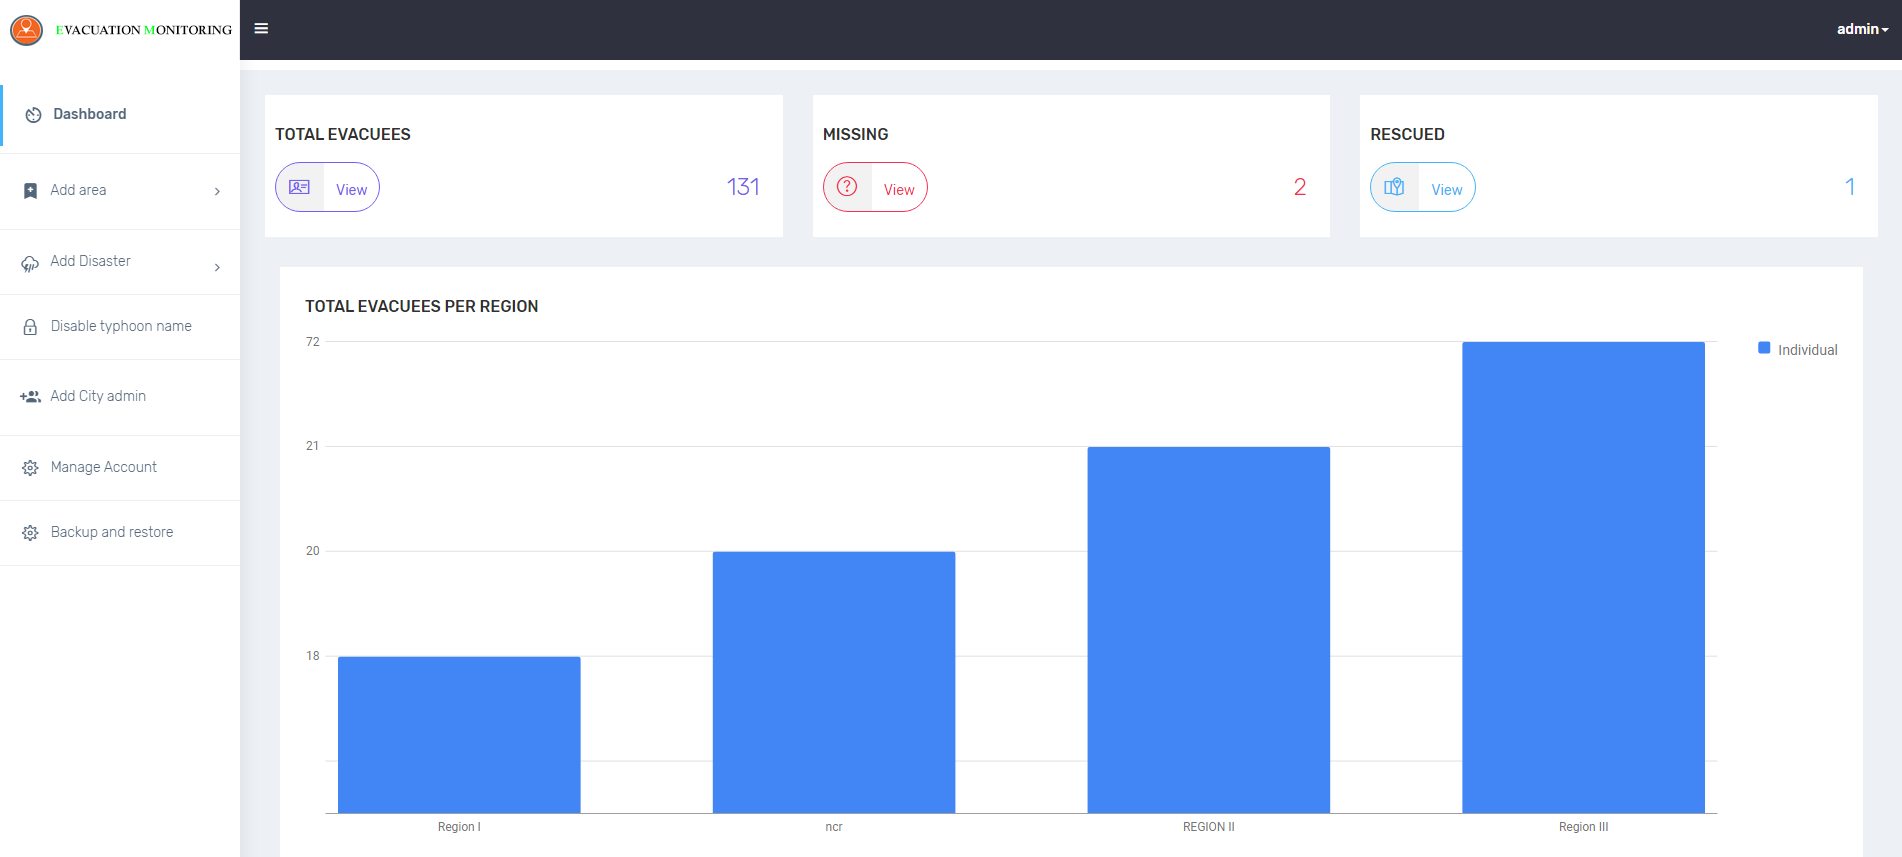 EVACUATION MONITORING
admin
Dashboard
Add area
Add Disaster
Disable typhoon name
Add City admin
Manage Account
Backup and restore
TOTAL EVACUEES
View
131
MISSING
View
2
RESCUED
View
1
TOTAL EVACUEES PER REGION
72
21
20
18
Individual
Region I
ncr
REGION II
Region III